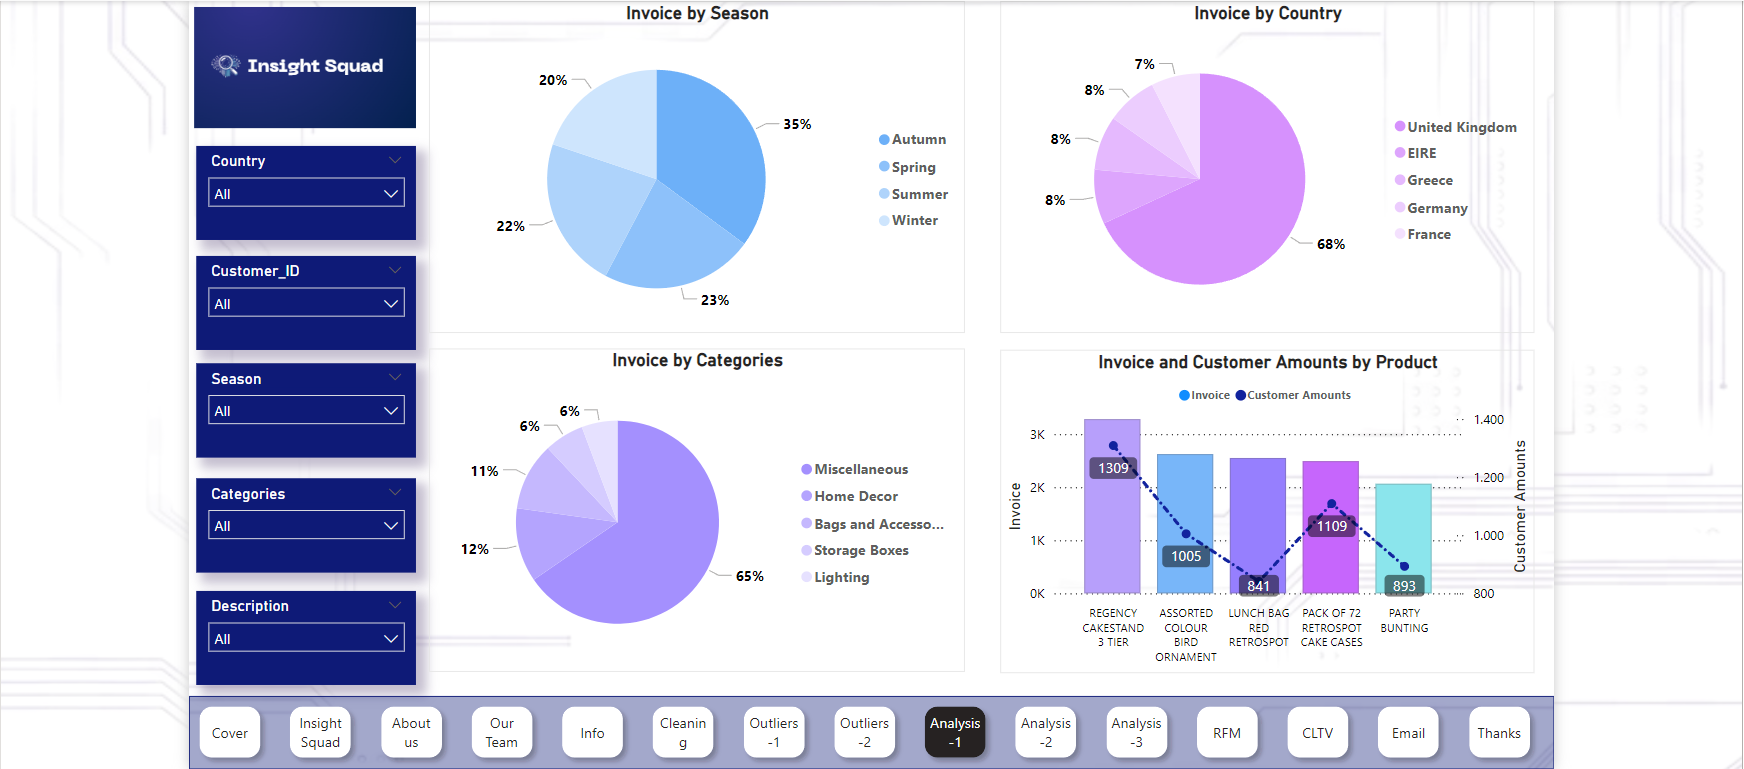 Insight Squad
Country
All
Customer_ID
All
Season
All
Categories
All
Description
All
Invoice by Season
20%
35%
22%
23%
Autumn
Spring
Summer
Winter
Invoice by Country
7%
8%
8%
8%
68%
United Kingdom
EIRE
Greece
Germany
France
Invoice by Categories
6%
6%
11%
12%
65%
Miscellaneous
Home Decor
Bags and Accesso...
Storage Boxes
Lighting
Invoice and Customer Amounts by Product
Invoice
Customer Amounts
3K
2K
1K
0K
Invoice
1309
1005
841
1109
893
1.400
1.200
1.000
800
Customer Amounts
REGENCY
CAKESTAND
3 TIER
ASSORTED
COLOUR
BIRD
ORNAMENT
LUNCH BAG
RED
RETROSPOT
PACK OF 72
RETROSPOT
CAKE CASES
PARTY
BUNTING
Cover
Insight
Squad
About
us
Our
Team
Info
Cleanin
g
Outliers
-1
Outliers
-2
Analysis
-1
Analysis
-2
Analysis
-3
RFM
CLTV
Email
Thanks